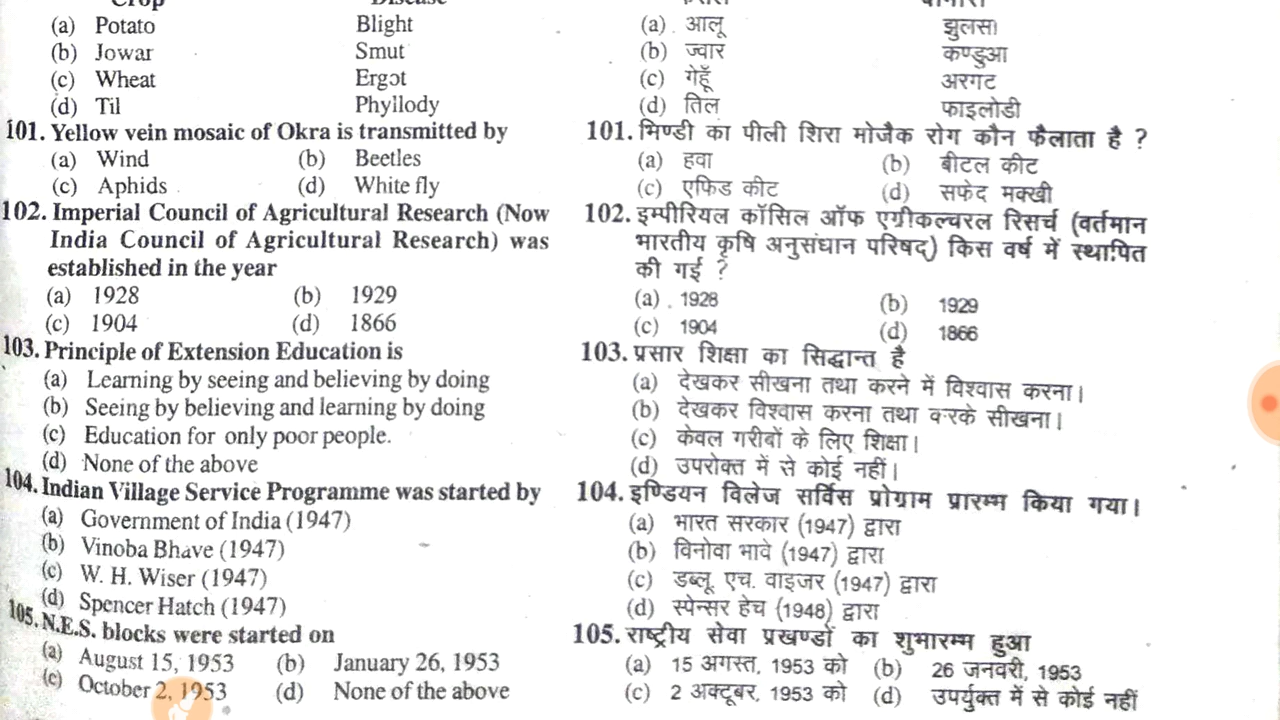 Crop Disease
(a) Potato Blight
(b) Jowar Smut
(c) Wheat Ergot
(d) Til Phyllody
101. Yellow vein mosaic of Okra is transmitted by
(a) Wind (b) Beetles
(c) Aphids (d) White fly
102. Imperial Council of Agricultural Research (Now
India Council of Agricultural Research) was
established in the year
(a) 1928 (b) 1929
(c) 1904 (d) 1866
103. Principle of Extension Education is
(a) Learning by seeing and believing by doing
(b) Seeing by believing and learning by doing
(c) Education for only poor people.
(d) None of the above
104. Indian Village Service Programme was started by
(a) Government of India (1947)
(b) Vinoba Bhave (1947)
(c) W. H. Wiser (1947)
(d) Spencer Hatch (1947)
105. N.E.S. blocks were started on
(a) August 15, 1953 (b) January 26, 1953
(c) October 2, 1953 (d) None of the above
(a) आलू झुलसा
(b) ज्वार कण्डुआ
(c) गेहूँ अरगट
(d) तिल फाइलोडी
101. भिण्डी का पीली शिरा मोजैक रोग कौन फैलाता है ?
(a) हवा (b) बीटल कीट
(c) एफिड कीट (d) सफेद मक्खी
102. इम्पीरियल कॉसिल ऑफ एग्रीकल्चरल रिसर्च (वर्तमान
भारतीय कृषि अनुसंधान परिषद्) किस वर्ष में स्थापित
की गई ?
(a) 1928 (b) 1929
(c) 1904 (d) 1866
103. प्रसार शिक्षा का सिद्धान्त है
(a) देखकर सीखना तथा करने में विश्वास करना।
(b) देखकर विश्वास करना तथा करके सीखना।
(c) केवल गरीबों के लिए शिक्षा।
(d) उपरोक्त में से कोई नहीं।
104. इण्डियन विलेज सर्विस प्रोग्राम प्रारम्भ किया गया।
(a) भारत सरकार (1947) द्वारा
(b) विनोवा भावे (1947) द्वारा
(c) डब्लू. एच. वाइजर (1947) द्वारा
(d) स्पेन्सर हेच (1948) द्वारा
105. राष्ट्रीय सेवा प्रखण्डों का शुभारम्भ हुआ
(a) 15 अगस्त, 1953 को (b) 26 जनवरी, 1953
(c) 2 अक्टूबर, 1953 को (d) उपर्युक्त में से कोई नहीं